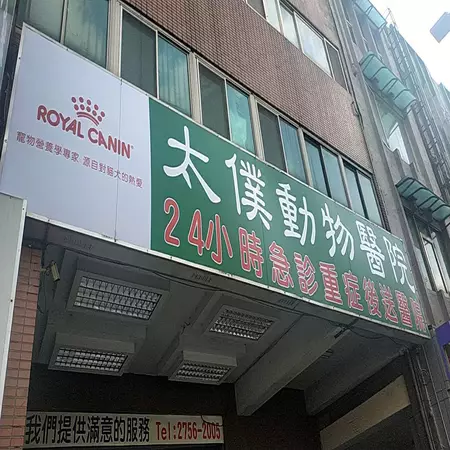 ROYAL CANIN
寵物營養學專家 源自對貓犬的熱愛
太僕動物醫院
24小時急診重症後送醫院
我們提供滿意的服務 Tel:2756-2005